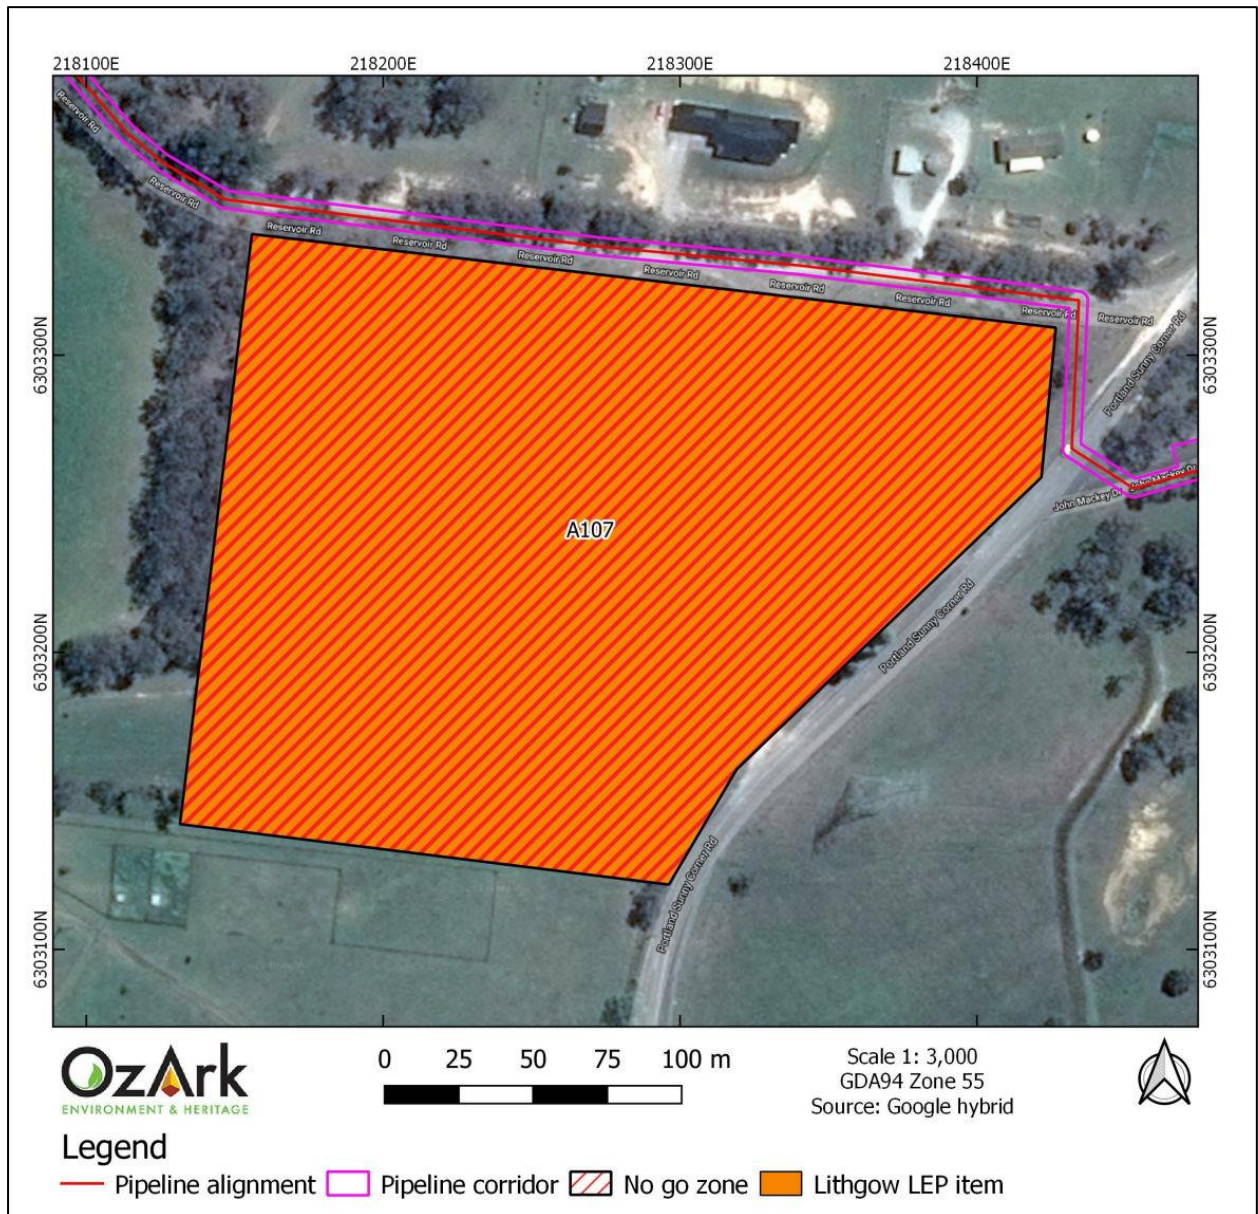 218100E 218200E 218300E 218400E
Reservoir Rd
Reservoir Rd
Reservoir Rd
Reservoir Rd
Reservoir Rd
Reservoir Rd
Reservoir Rd
Reservoir Rd
Reservoir Rd
Reservoir Rd
Portland Sunny Corner Rd
6303300N
6303300N
John Mackey Dr
John Mackey Dr
A107
Portland Sunny Corner Rd
6303200N
6303200N
Portland Sunny Corner Rd
6303100N
6303100N
OzArk
ENVIRONMENT & HERITAGE
0 25 50 75 100 m
Scale 1: 3,000
GDA94 Zone 55
Source: Google hybrid
Legend
Pipeline alignment Pipeline corridor No go zone Lithgow LEP item